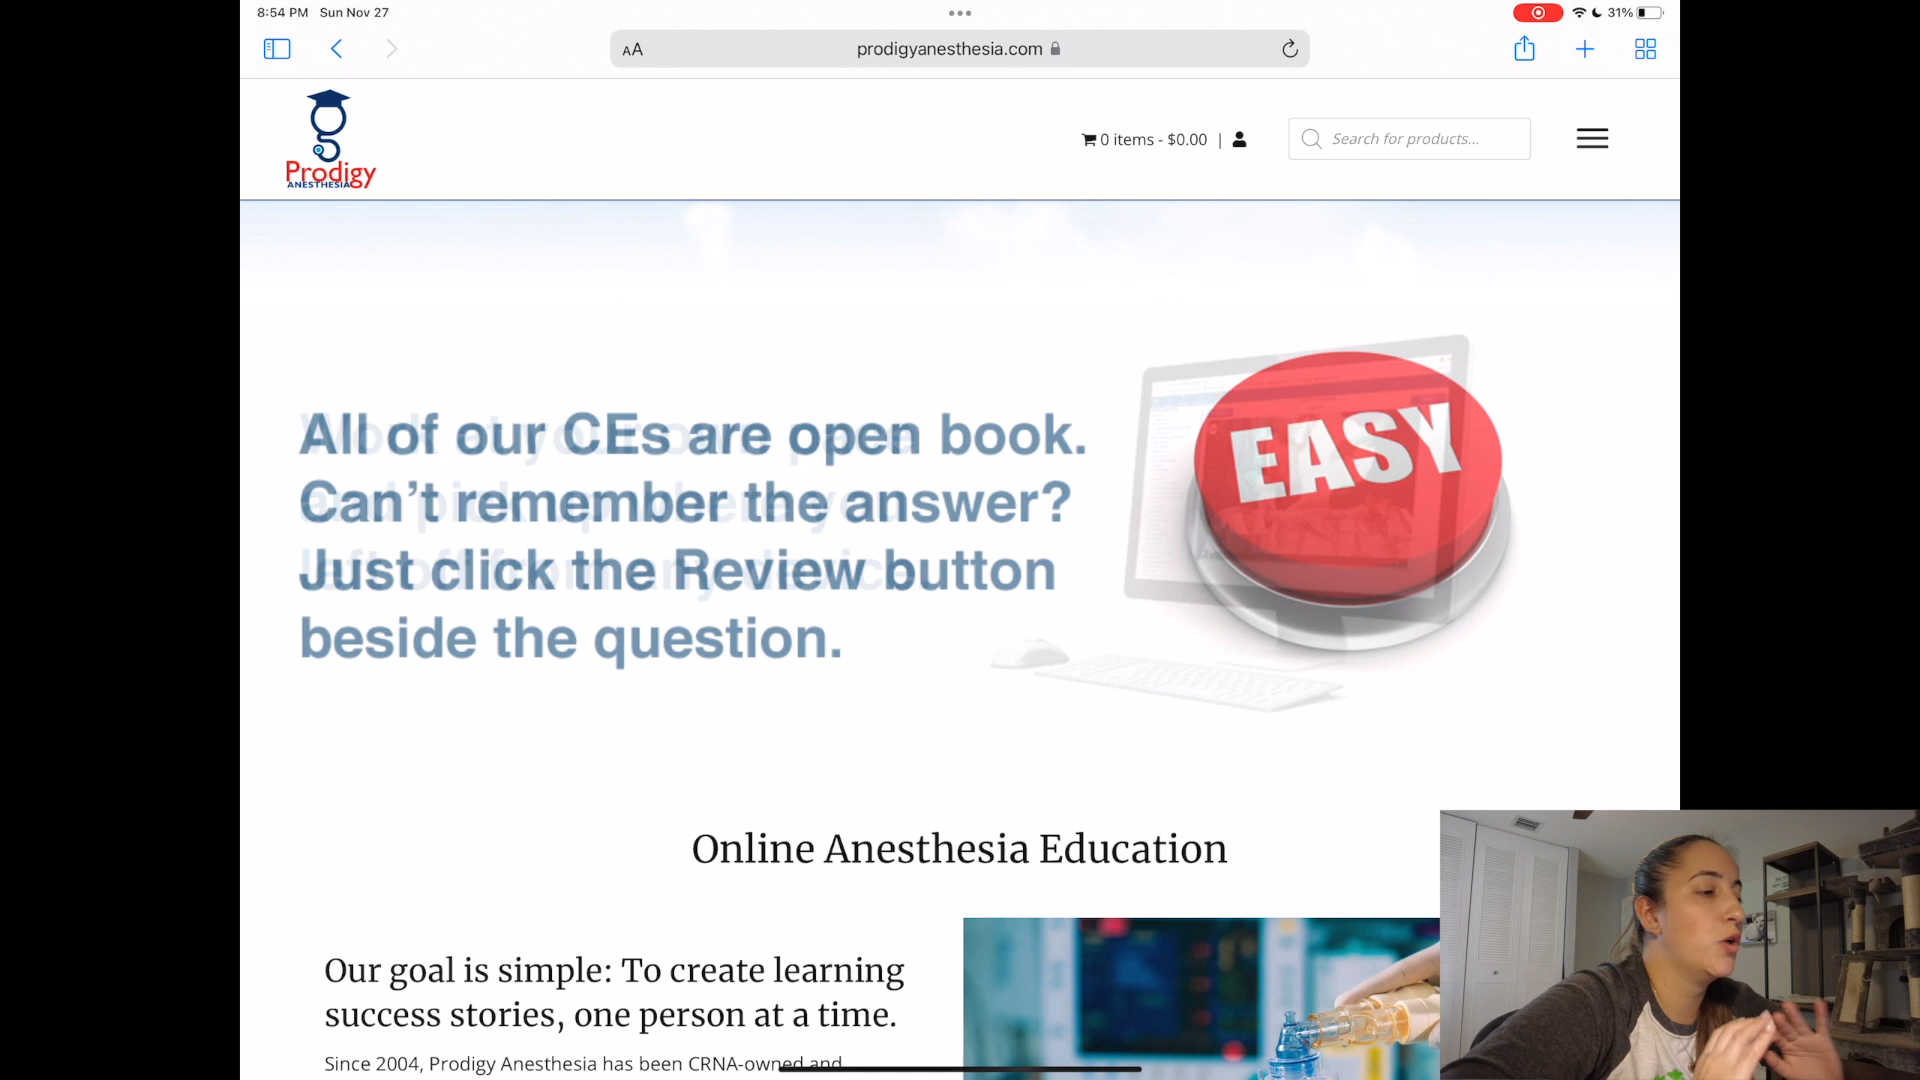 8:54 PM Sun Nov 27
31%
AA prodigyanesthesia.com
Prodigy
ANESTHESIA
0 items - $0.00 |
Search for products...
All of our CEs are open book.
Can’t remember the answer?
Just click the Review button
beside the question.
EASY
Online Anesthesia Education
Our goal is simple: To create learning
success stories, one person at a time.
Since 2004, Prodigy Anesthesia has been CRNA-owned and